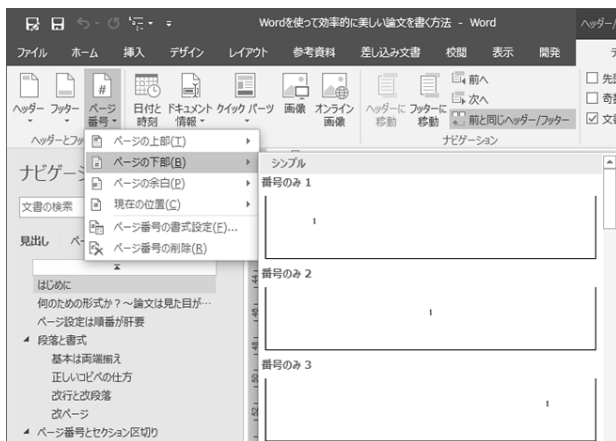 Wordを使って効率的に美しい論文を書く方法 - Word
ヘッダー/
ファイル ホーム 挿入 デザイン レイアウト 参考資料 差し込み文書 校閲 表示 開発
ヘッダー フッター ページ番号 日付と時刻 ドキュメント情報 クイック パーツ 画像 オンライン画像 ヘッダーに移動 フッターに移動
前へ
次へ
前と同じヘッダー/フッター
先
奇
文
ヘッダーとフッ
ナビゲーション
ページの上部(T)
ページの下部(B)
ページの余白(P)
現在の位置(C)
ページ番号の書式設定(F)...
ページ番号の削除(R)
シンプル
番号のみ 1
1
番号のみ 2
1
番号のみ 3
1
ナビゲー
文書の検索
見出し ペー
はじめに
何のための形式か？～論文は見た目が…
ページ設定は順番が肝要
段落と書式
基本は両端揃え
正しいコピペの仕方
改行と改段落
改ページ
ページ番号とセクション区切り